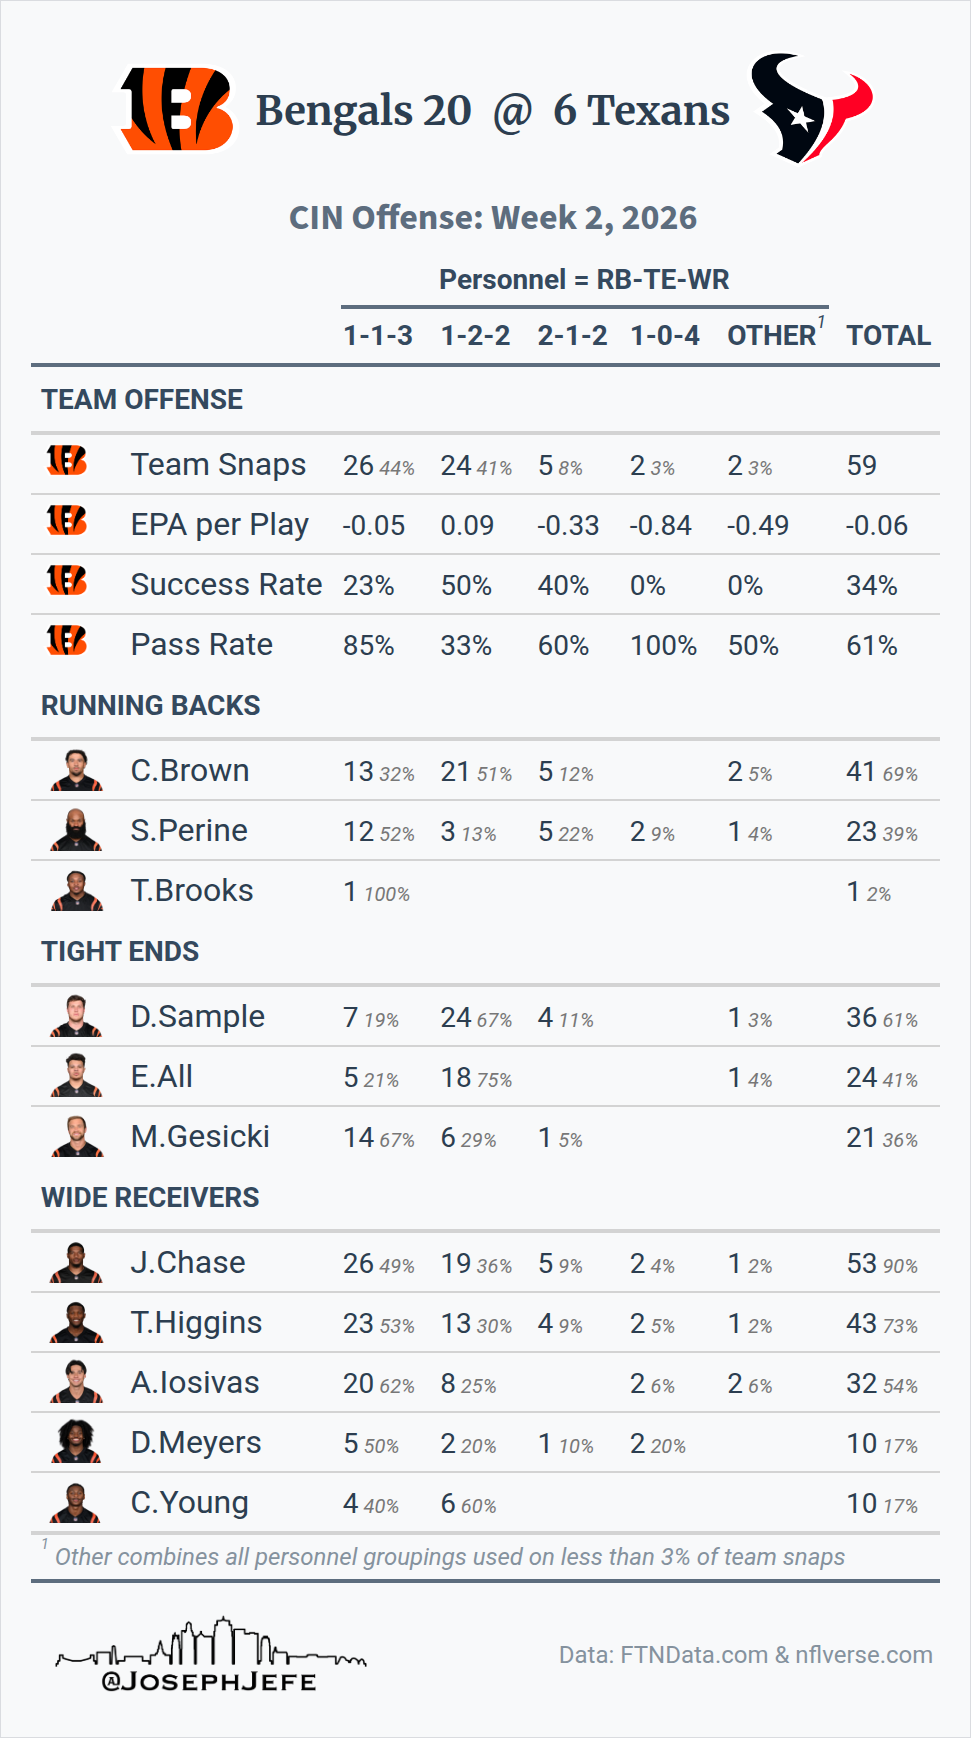 Bengals 20 @ 6 Texans
CIN Offense: Week 2, 2026
Personnel = RB-TE-WR
1-1-3 1-2-2 2-1-2 1-0-4 OTHER1 TOTAL
TEAM OFFENSE
Team Snaps 26 44% 24 41% 5 8% 2 3% 2 3% 59
EPA per Play -0.05 0.09 -0.33 -0.84 -0.49 -0.06
Success Rate 23% 50% 40% 0% 0% 34%
Pass Rate 85% 33% 60% 100% 50% 61%
RUNNING BACKS
C.Brown 13 32% 21 51% 5 12% 2 5% 41 69%
S.Perine 12 52% 3 13% 5 22% 2 9% 1 4% 23 39%
T.Brooks 1 100% 1 2%
TIGHT ENDS
D.Sample 7 19% 24 67% 4 11% 1 3% 36 61%
E.All 5 21% 18 75% 1 4% 24 41%
M.Gesicki 14 67% 6 29% 1 5% 21 36%
WIDE RECEIVERS
J.Chase 26 49% 19 36% 5 9% 2 4% 1 2% 53 90%
T.Higgins 23 53% 13 30% 4 9% 2 5% 1 2% 43 73%
A.Iosivas 20 62% 8 25% 2 6% 2 6% 32 54%
D.Meyers 5 50% 2 20% 1 10% 2 20% 10 17%
C.Young 4 40% 6 60% 10 17%
1 Other combines all personnel groupings used on less than 3% of team snaps
@JosephJefe
Data: FTNData.com & nflverse.com